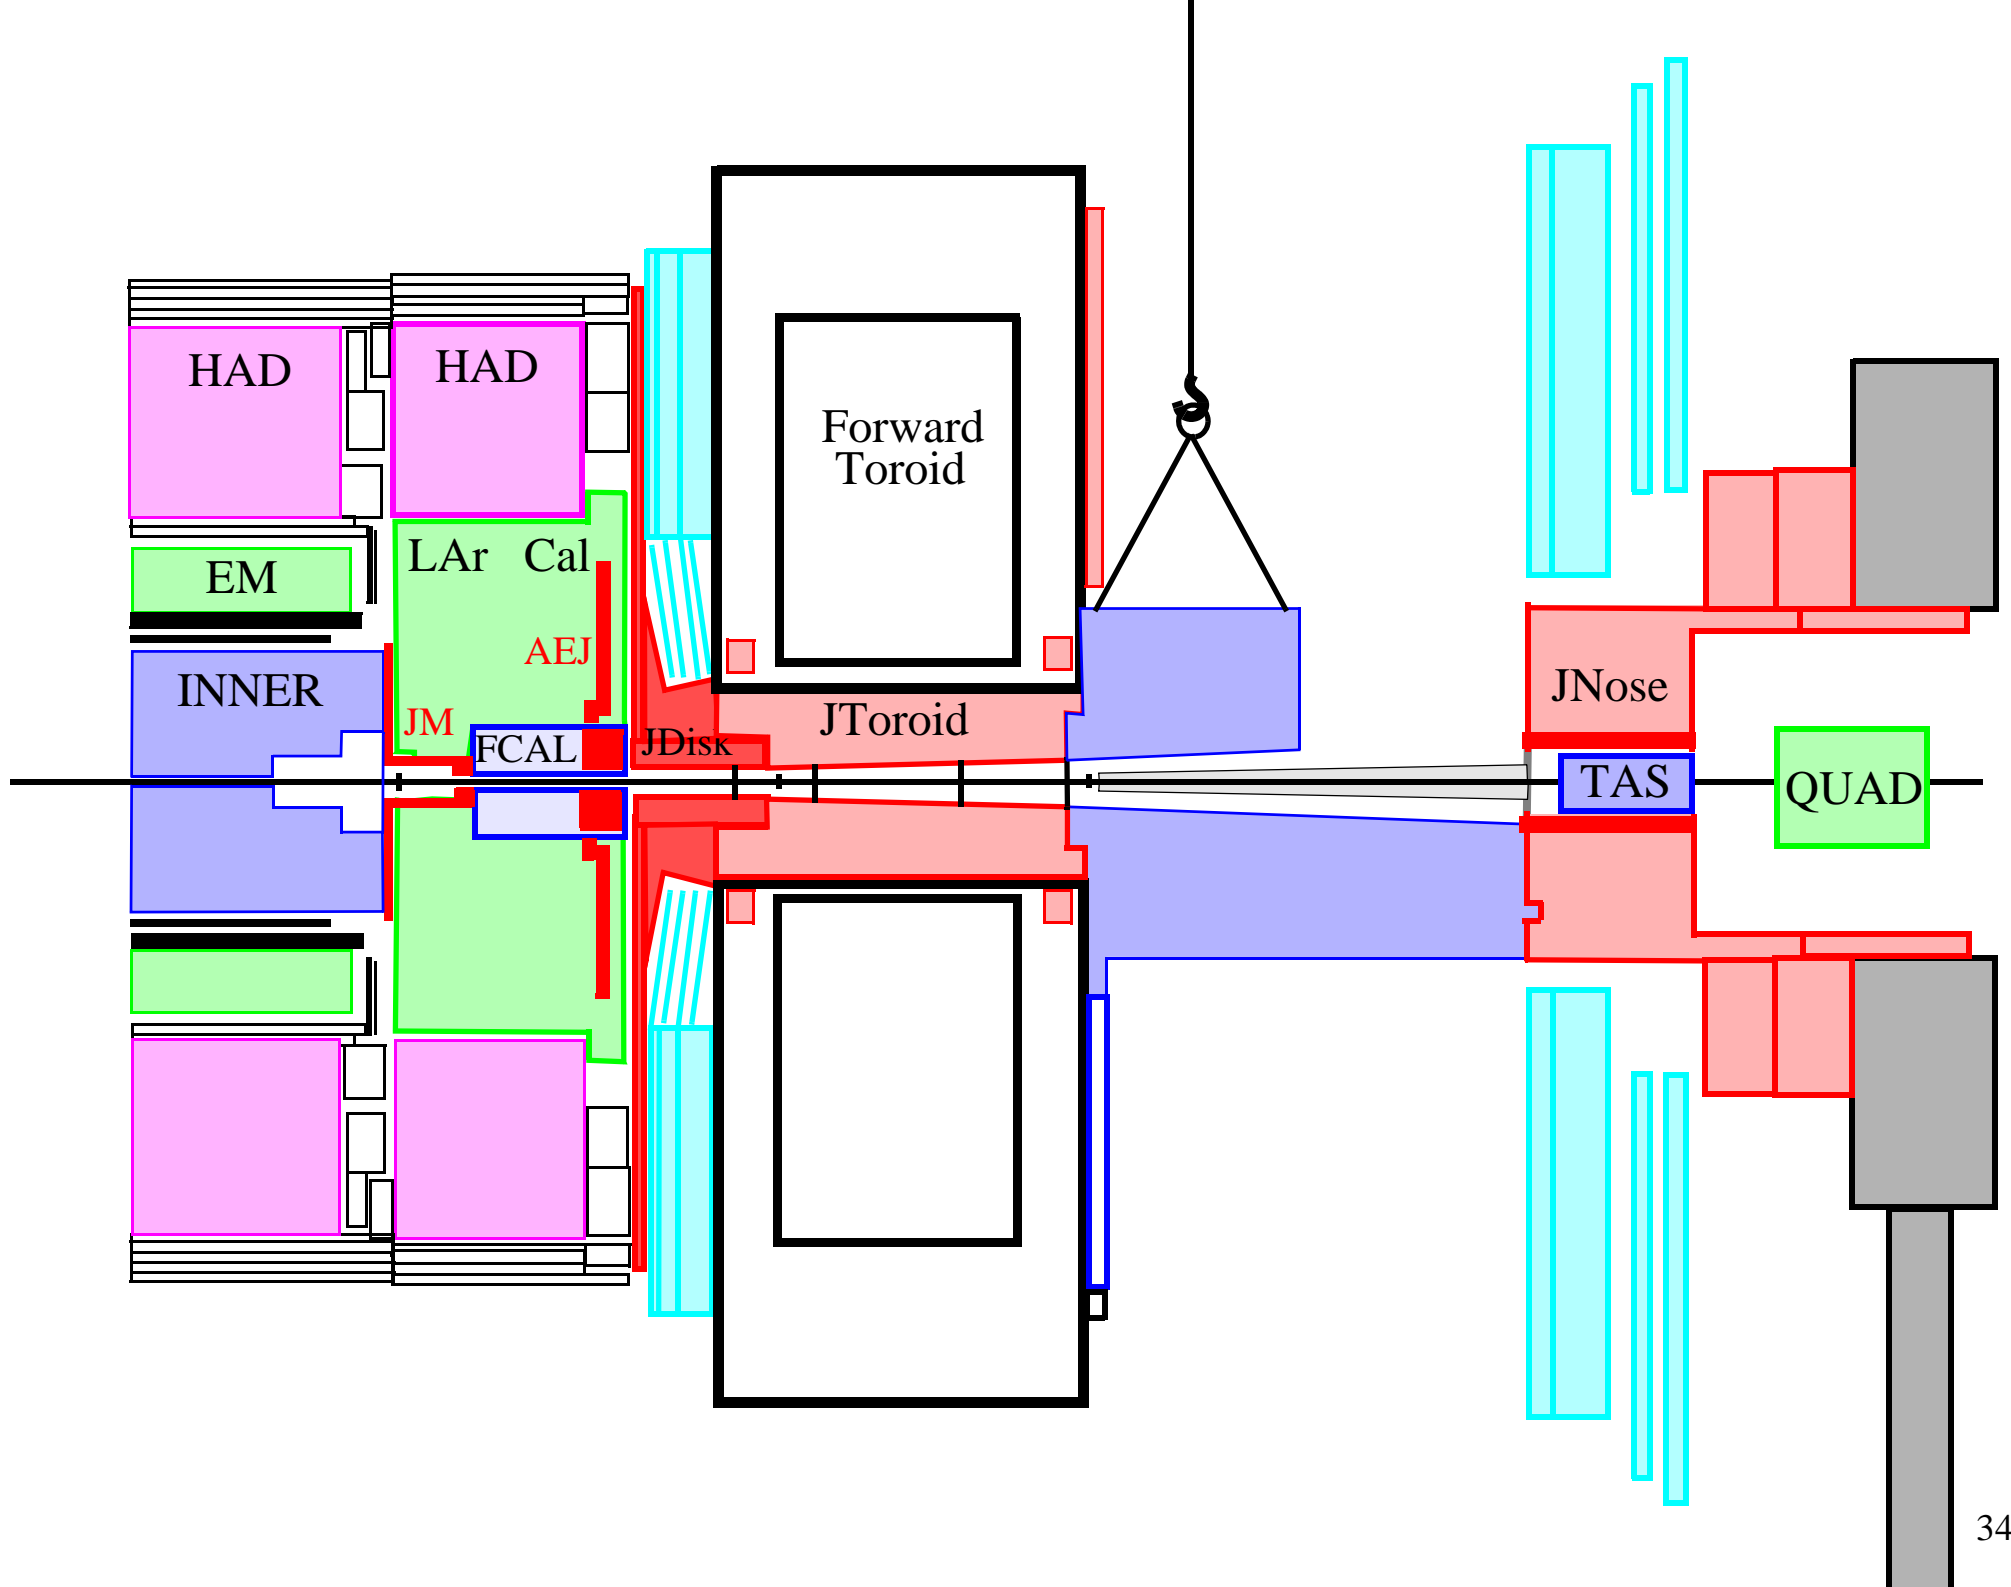 HAD
HAD
Forward
Toroid
LAr Cal
EM
AEJ
INNER
JM
FCAL
JDisk
JToroid
JNose
TAS
QUAD
34